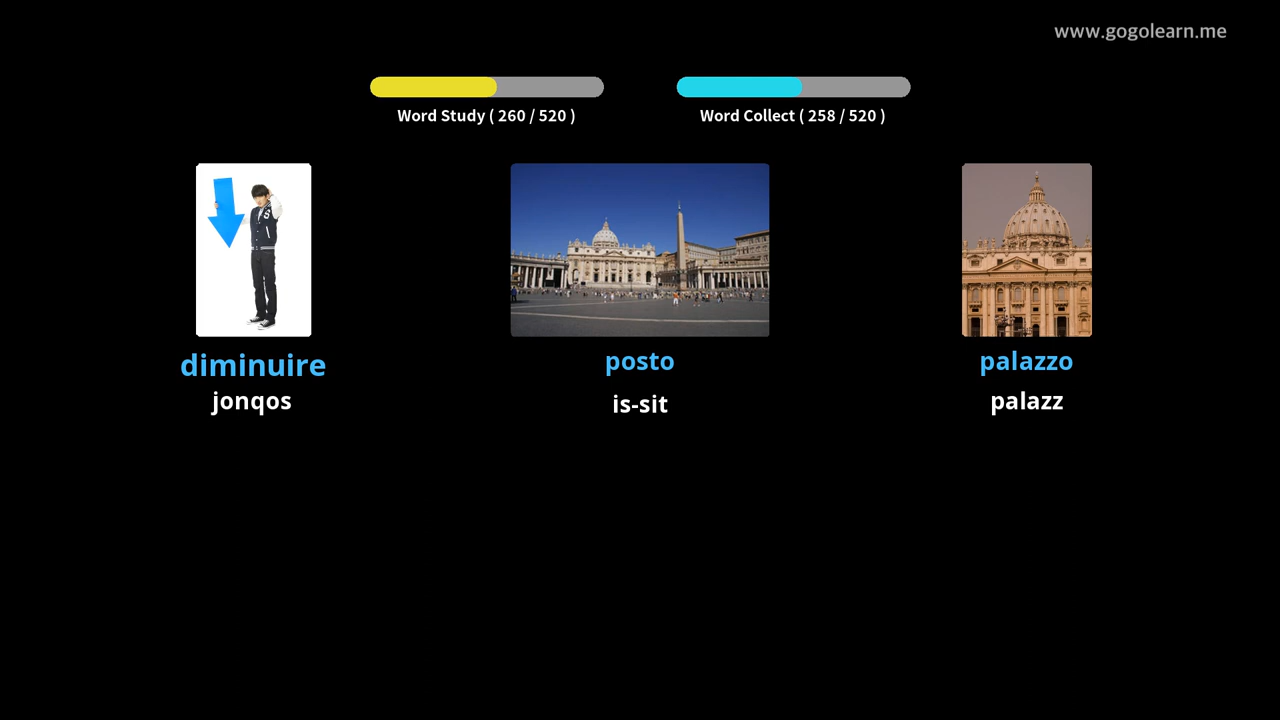 www.gogolearn.me
Word Study ( 260 / 520 )
Word Collect ( 258 / 520 )
diminuire
jonqos
posto
is-sit
palazzo
palazz